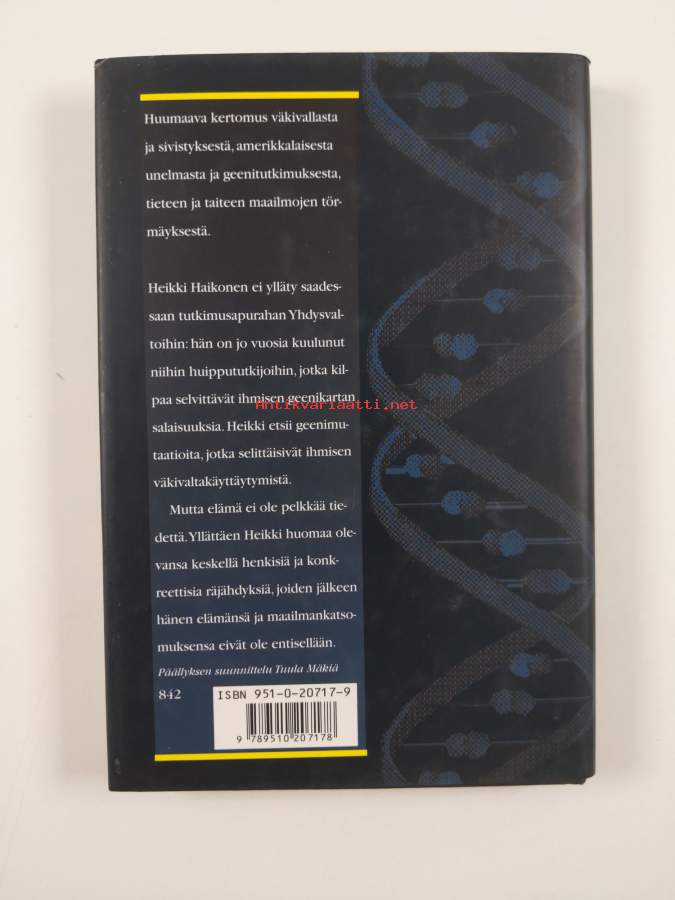 Huumaava kertomus väkivallasta
ja sivistyksestä, amerikkalaisesta
unelmasta ja geenitutkimuksesta,
tieteen ja taiteen maailmojen tör-
mäyksestä.
Heikki Haikonen ei ylläty saades-
saan tutkimusapurahan Yhdysval-
toihin: hän on jo vuosia kuulunut
niihin huippututkijoihin, jotka kil-
paa selvittävät ihmisen geenikartan
Antikvariaatti.net
salaisuuksia. Heikki etsii geenimu-
taatioita, jotka selittäisivät ihmisen
väkivaltakäyttäytymistä.
Mutta elämä ei ole pelkkää tie-
dettä. Yllättäen Heikki huomaa ole-
vansa keskellä henkisiä ja konk-
reettisia räjähdyksiä, joiden jälkeen
hänen elämänsä ja maailmankatso-
muksensa eivät ole entisellään.
Päällyksen suunnittelu Tuula Mäkiä
842
ISBN 951-0-20717-9
9 789510 207178